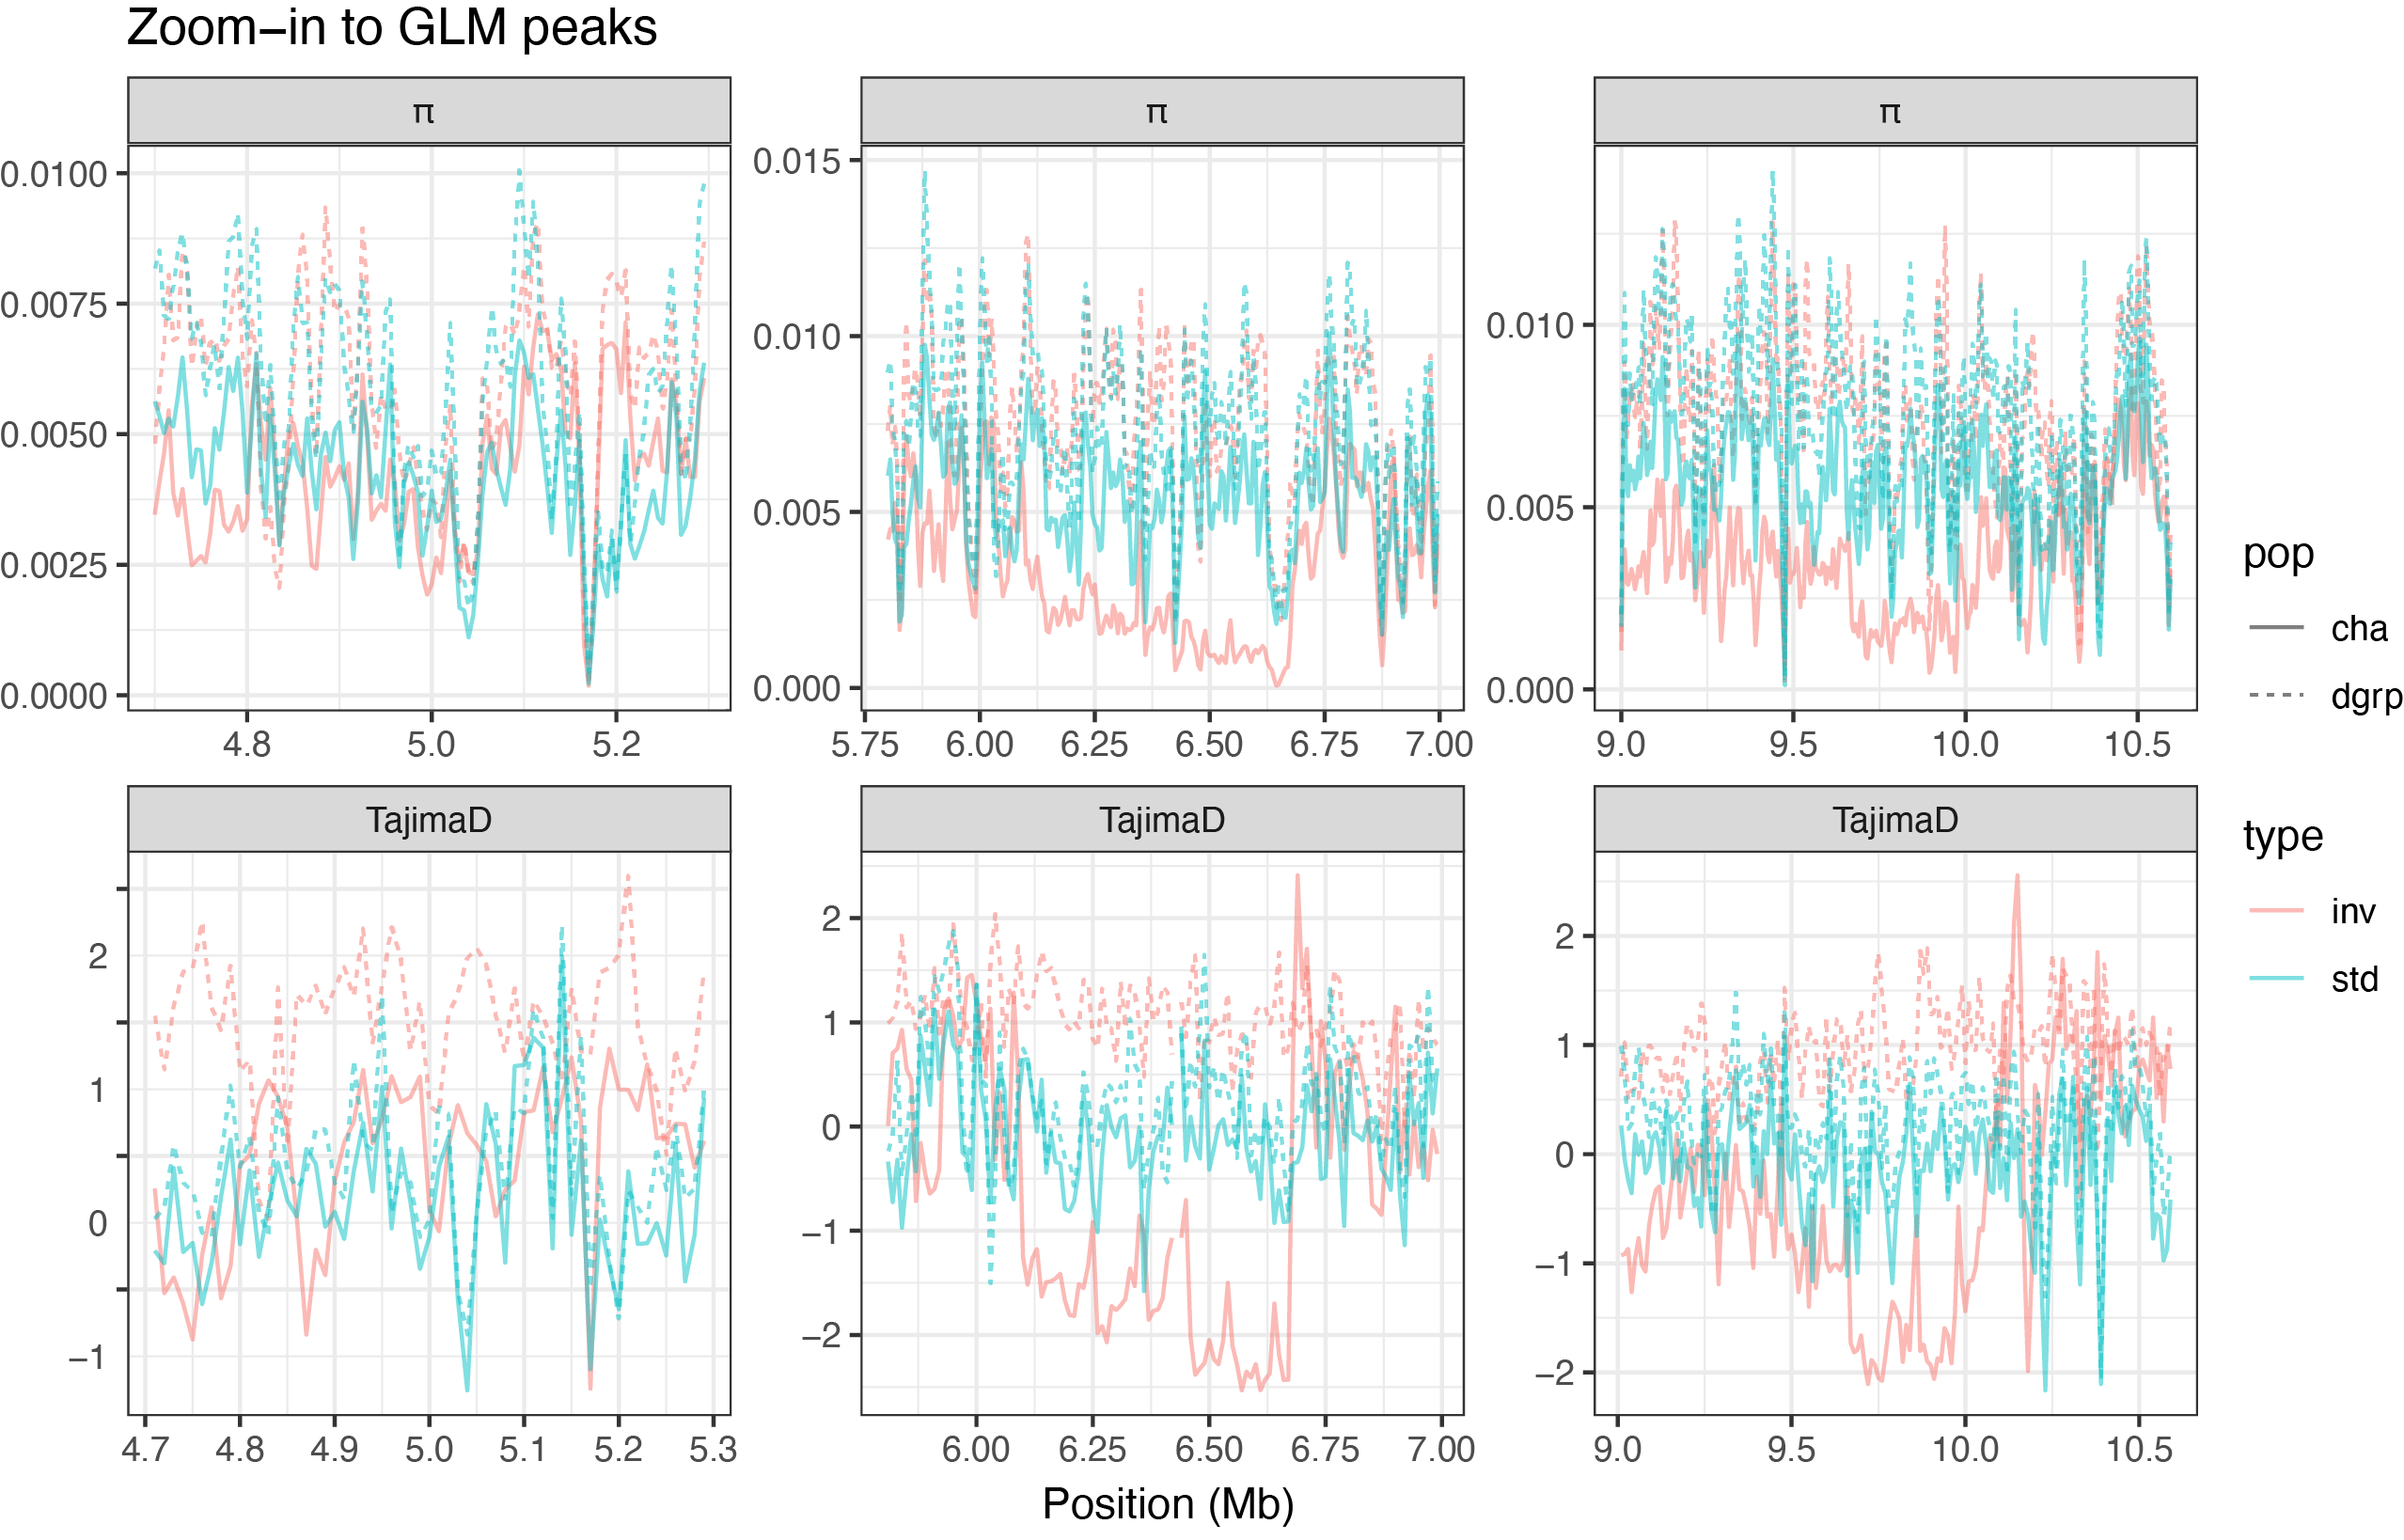 Zoom−in to GLM peaks
π π π
0.0100 0.0075 0.0050 0.0025 0.0000
4.8 5.0 5.2
0.015 0.010 0.005 0.000
5.75 6.00 6.25 6.50 6.75 7.00
0.010 0.005 0.000
9.0 9.5 10.0 10.5
TajimaD TajimaD TajimaD
2 1 0 −1
4.7 4.8 4.9 5.0 5.1 5.2 5.3
2 1 0 −1 −2
6.00 6.25 6.50 6.75 7.00
2 1 0 −1 −2
9.0 9.5 10.0 10.5
Position (Mb)
pop
cha
dgrp
type
inv
std